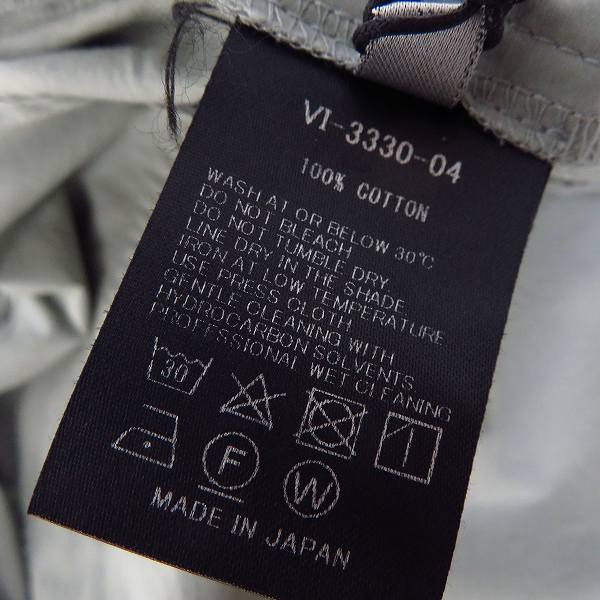 VI-3330-04
100% COTTON
WASH AT OR BELOW 30℃
DO NOT BLEACH
DO NOT TUMBLE DRY
LINE DRY IN THE SHADE
IRON AT LOW TEMPERATURE
USE PRESS CLOTH
GENTLE CLEANING WITH
HYDROCARBON SOLVENTS
PROFESSIONAL WET CLEANING
30
F
W
MADE IN JAPAN